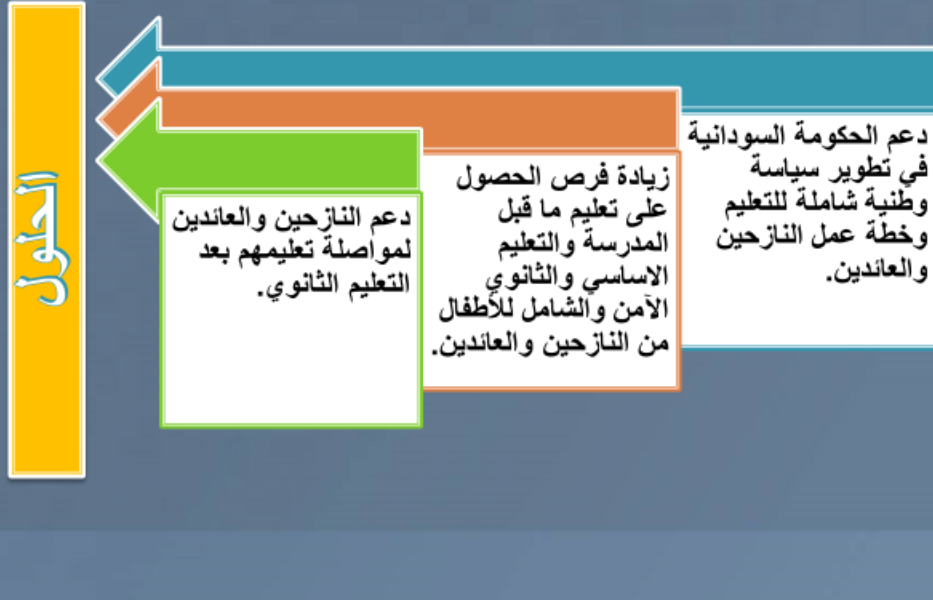 دعم الحكومة السودانية
في تطوير سياسة
وطنية شاملة للتعليم
وخطة عمل النازحين
والعائدين.
زيادة فرص الحصول
على تعليم ما قبل
المدرسة والتعليم
الاساسي والثانوي
الآمن والشامل للأطفال
من النازحين والعائدين.
دعم النازحين والعائدين
لمواصلة تعليمهم بعد
التعليم الثانوي.
الحلول